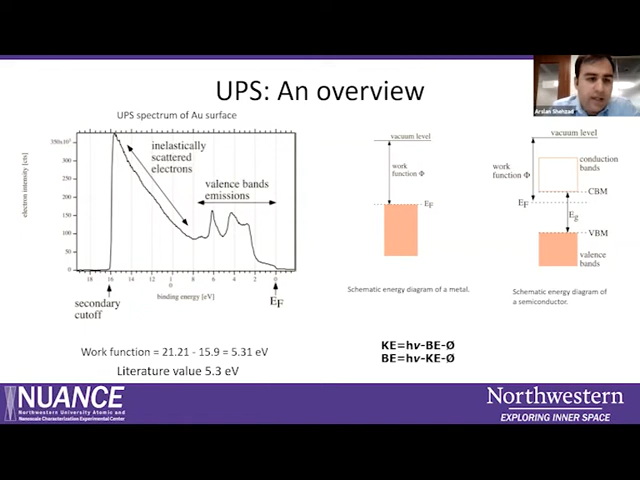 UPS: An overview
Arslan Shehzad
UPS spectrum of Au surface
350x10³
300
250
200
150
100
50
0
electron intensity [cts]
inelastically
scattered
electrons
valence bands
emissions
16
14
12
10
8
6
4
2
0
0
binding energy [eV]
secondary
cutoff
EF
Work function = 21.21 - 15.9 = 5.31 eV
Literature value 5.3 eV
vacuum level
work
function Φ
EF
Schematic energy diagram of a metal.
vacuum level
work
function Φ
conduction
bands
CBM
EF
Eg
VBM
valence
bands
Schematic energy diagram of
a semiconductor.
KE=hν-BE-Ø
BE=hν-KE-Ø
NUANCE
Northwestern University Atomic and
Nanoscale Characterization Experimental Center
Northwestern
EXPLORING INNER SPACE